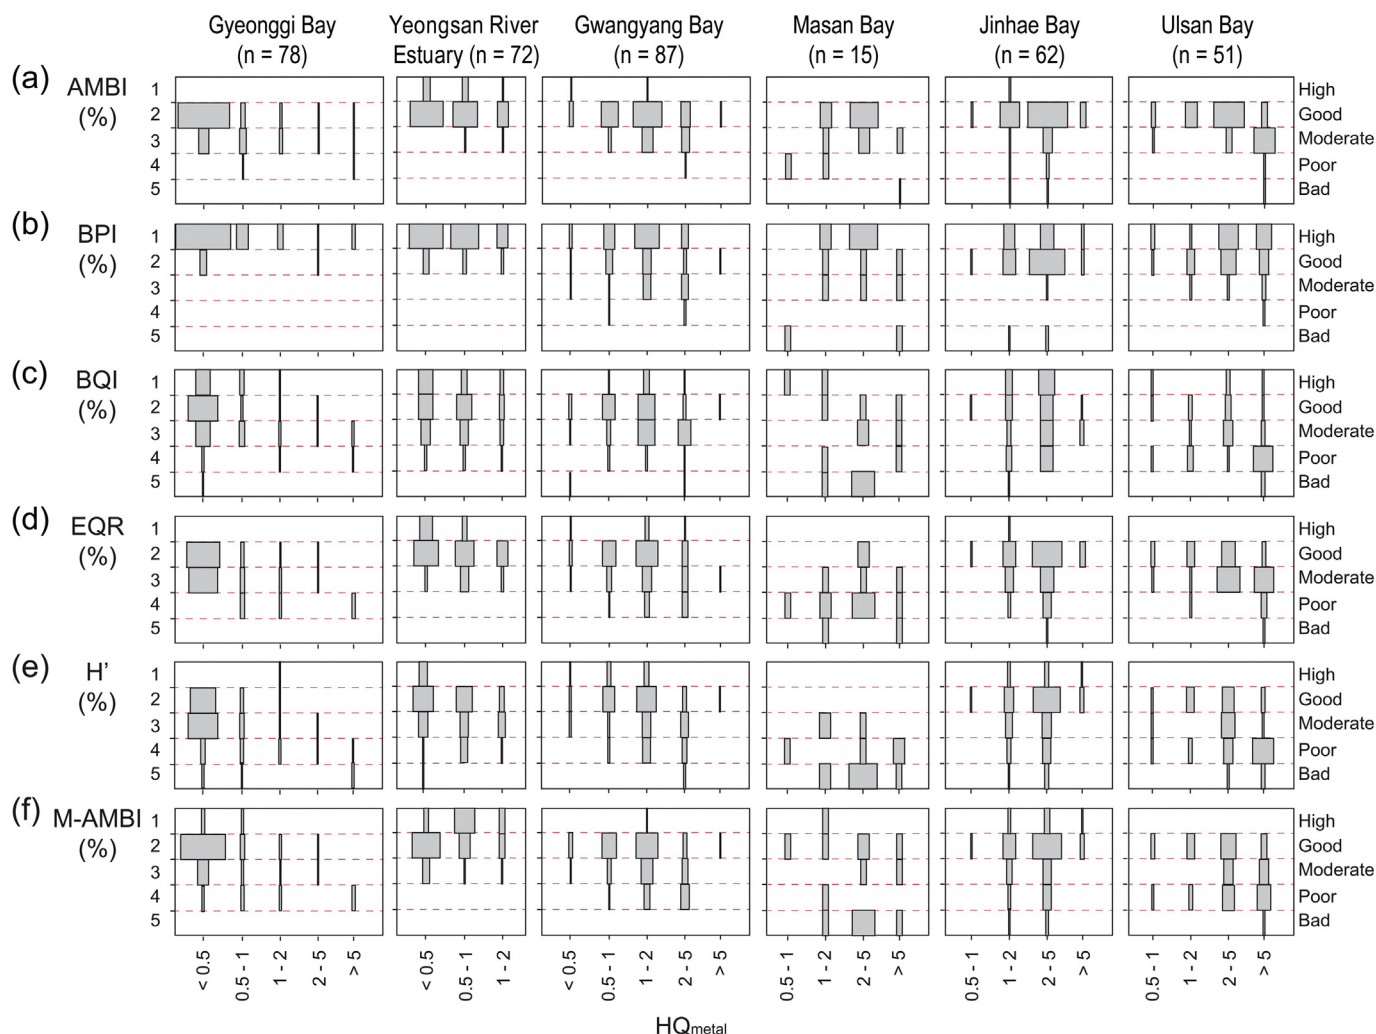 Gyeonggi Bay
(n = 78)
Yeongsan River
Estuary (n = 72)
Gwangyang Bay
(n = 87)
Masan Bay
(n = 15)
Jinhae Bay
(n = 62)
Ulsan Bay
(n = 51)
(a)
AMBI
(%)
1
2
3
4
5
High
Good
Moderate
Poor
Bad
(b)
BPI
(%)
1
2
3
4
5
High
Good
Moderate
Poor
Bad
(c)
BQI
(%)
1
2
3
4
5
High
Good
Moderate
Poor
Bad
(d)
EQR
(%)
1
2
3
4
5
High
Good
Moderate
Poor
Bad
(e)
H’
(%)
1
2
3
4
5
High
Good
Moderate
Poor
Bad
(f)
M-AMBI
(%)
1
2
3
4
5
High
Good
Moderate
Poor
Bad
< 0.5
0.5 - 1
1 - 2
2 - 5
> 5
< 0.5
0.5 - 1
1 - 2
< 0.5
0.5 - 1
1 - 2
2 - 5
> 5
0.5 - 1
1 - 2
2 - 5
> 5
0.5 - 1
1 - 2
2 - 5
> 5
0.5 - 1
1 - 2
2 - 5
> 5
HQmetal